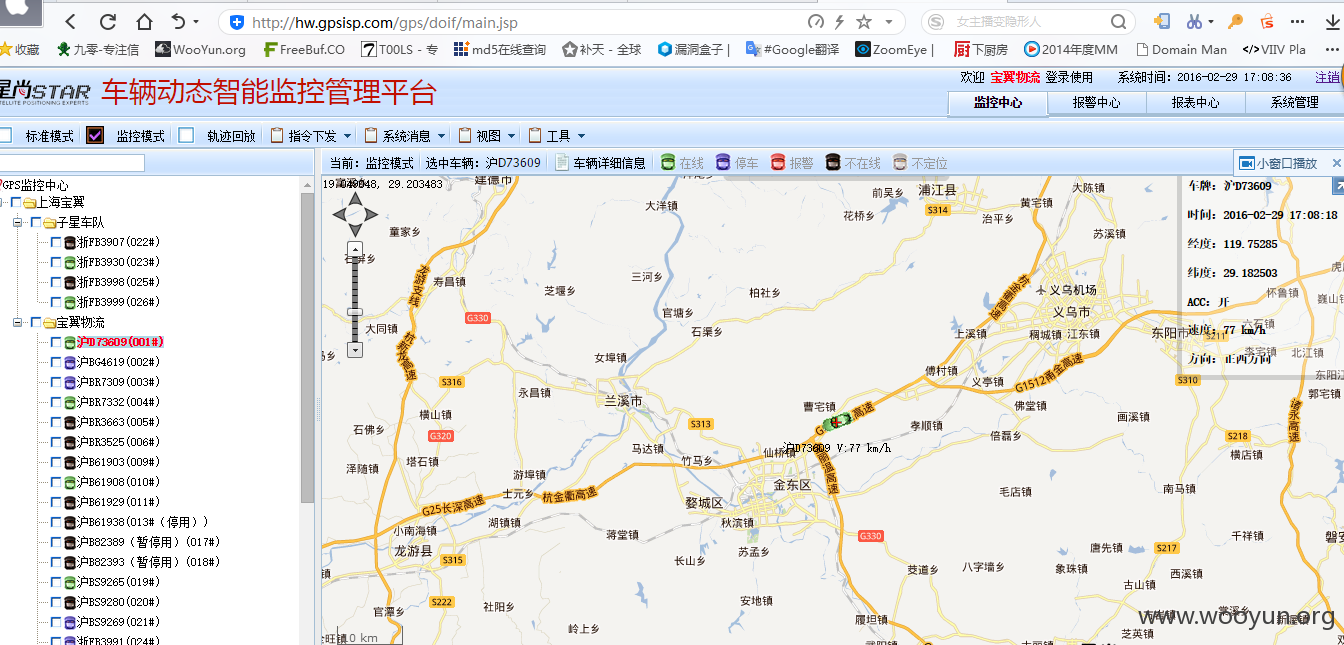 http://hw.gpsisp.com/gps/doif/main.jsp
女主播变隐形人
收藏 九零-专注信 WooYun.org FreeBuf.CO T00LS - 专 md5在线查询 补天 - 全球 漏洞盒子 | #Google翻译 ZoomEye | 下厨房 2014年度MM Domain Man VIIV Pla
星尚STAR 车辆动态智能监控管理平台
欢迎 宝翼物流 登录使用 系统时间: 2016-02-29 17:08:36 注销
监控中心 报警中心 报表中心 系统管理
标准模式 监控模式 轨迹回放 指令下发 系统消息 视图 工具
当前: 监控模式 选中车辆: 沪D73609 车辆详细信息 在线 停车 报警 不在线 不定位
小窗口播放
GPS监控中心
上海宝翼
子星车队
浙FB3907(022#)
浙FB3930(023#)
浙FB3998(025#)
浙FB3999(026#)
宝翼物流
沪D73609(001#)
沪BG4619(002#)
沪BR7309(003#)
沪BR7332(004#)
沪BR3663(005#)
沪BR3525(006#)
沪B61903(009#)
沪B61908(010#)
沪B61929(011#)
沪B61938(013#（停用）)
沪B82389（暂停用）(017#)
沪B82393（暂停用）(018#)
沪BS9265(019#)
沪BS9280(020#)
沪BS9269(021#)
浙FB3991(024#)
车牌: 沪D73609
时间: 2016-02-29 17:08:18
经度: 119.75285
纬度: 29.182503
ACC: 开
速度: 77 km/h
方向: 正西方向
建德市
大洋镇
前吴乡
浦江县
S314
花桥乡
治平乡
大陈镇
黄宅镇
苏溪镇
童家乡
寿昌镇
三河乡
芝堰乡
柏社乡
官塘乡
石渠乡
G330
大同镇
义乌机场
义乌市
稠城镇
江东镇
上溪镇
东阳市
S211
怀鲁镇
六石镇
李宅镇
北江镇
女埠镇
S316
永昌镇
兰溪市
傅村镇
义亭镇
G1512甬金高速
S310
郭宅镇
横山镇
G320
石佛乡
S313
曹宅镇
孝顺镇
佛堂镇
画溪镇
倍磊乡
S218
横店镇
沪D73609 V:77 km/h
仙桥镇
马达镇
竹马乡
塔石镇
泽随镇
游埠镇
士元乡
杭金衢高速
G25长深高速
婺城区
金东区
毛店镇
南马镇
小南海镇
湖镇镇
龙游县
S315
蒋堂镇
秋滨镇
苏孟乡
长山乡
G330
唐先镇
S217
千祥镇
荽道乡
八字墙乡
象珠镇
西溪镇
古山镇
S222
官潭乡
社阳乡
安地镇
岭上乡
履坦镇
芝英镇
10 km
www.wooyun.org